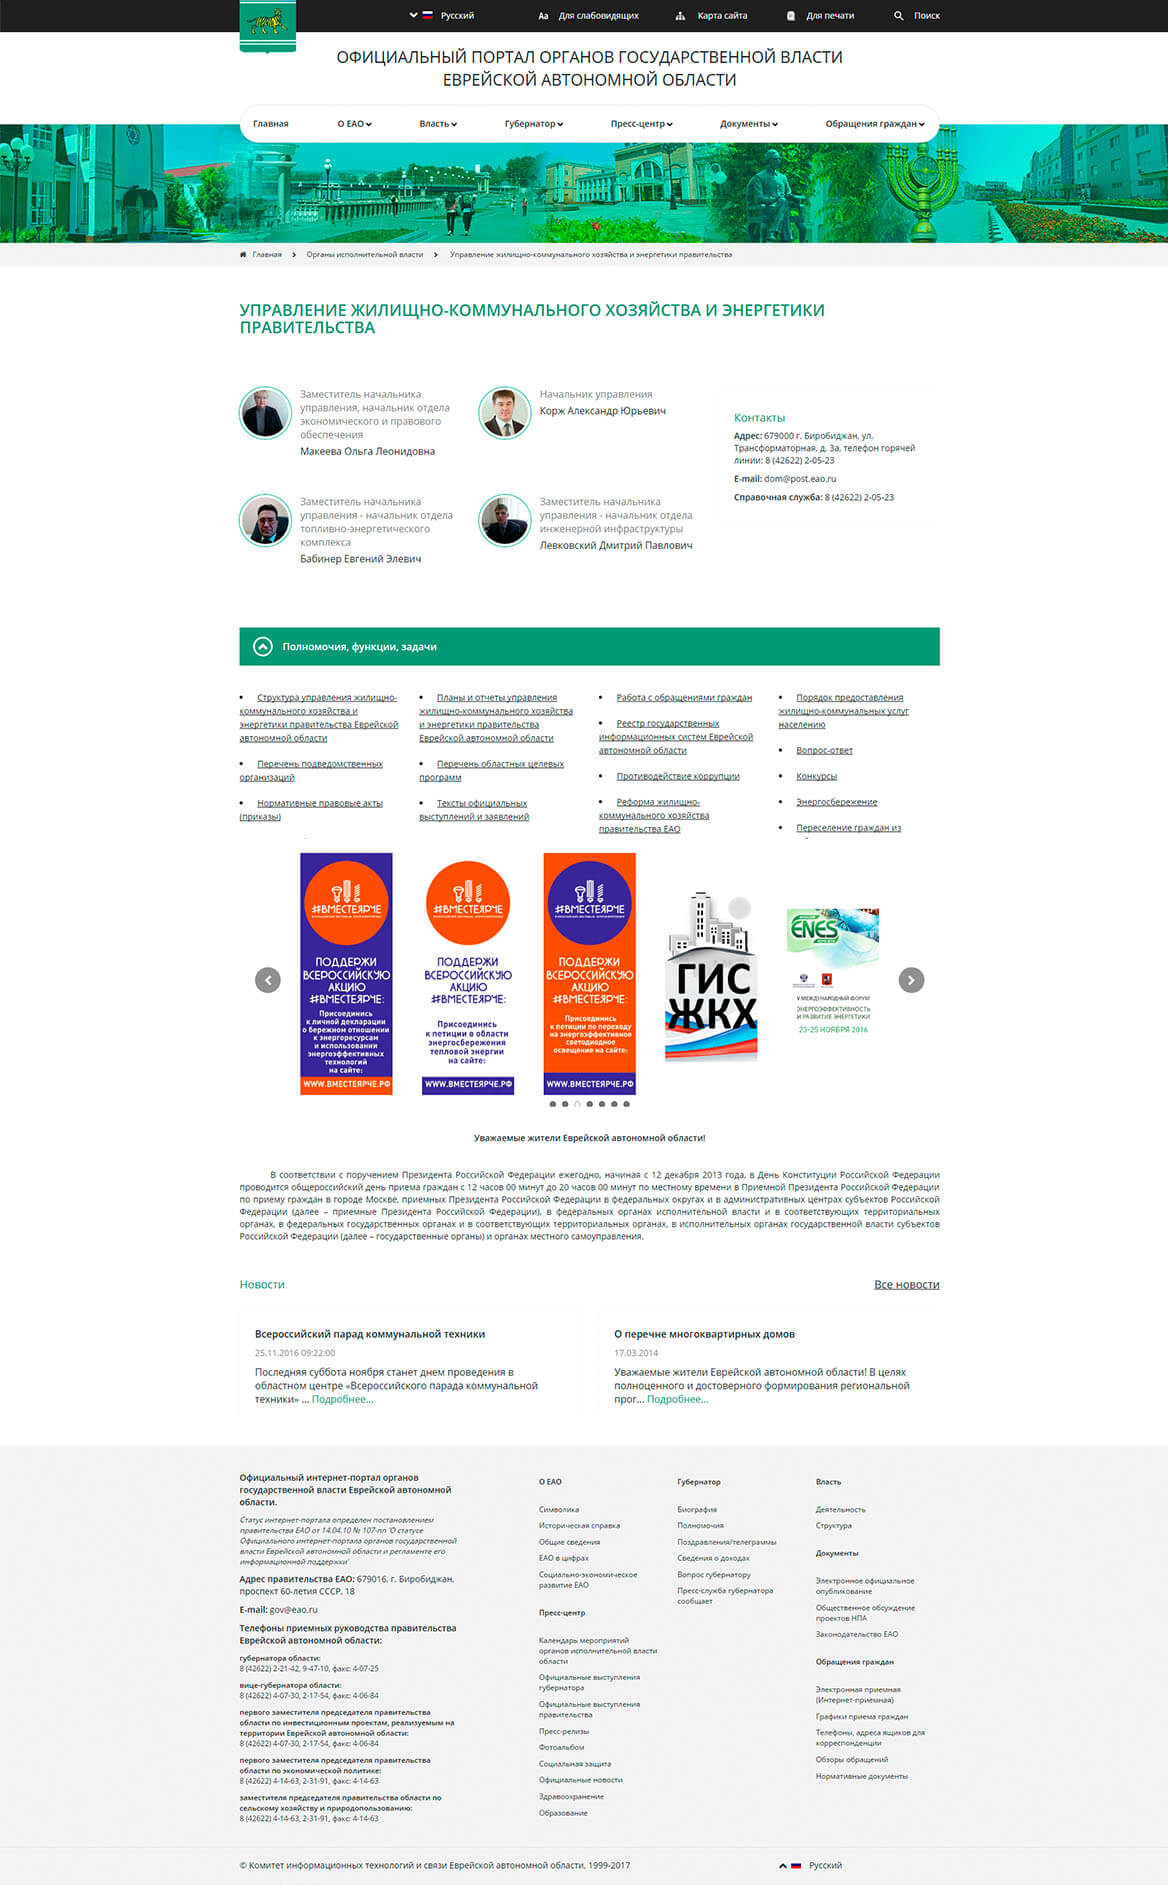 Русский
Аа Для слабовидящих
Карта сайта
Для печати
Поиск
ОФИЦИАЛЬНЫЙ ПОРТАЛ ОРГАНОВ ГОСУДАРСТВЕННОЙ ВЛАСТИ
ЕВРЕЙСКОЙ АВТОНОМНОЙ ОБЛАСТИ
Главная О ЕАО Власть Губернатор Пресс-центр Документы Обращения граждан
Главная Органы исполнительной власти Управление жилищно-коммунального хозяйства и энергетики правительства
УПРАВЛЕНИЕ ЖИЛИЩНО-КОММУНАЛЬНОГО ХОЗЯЙСТВА И ЭНЕРГЕТИКИ
ПРАВИТЕЛЬСТВА
Заместитель начальника
управления, начальник отдела
экономического и правового
обеспечения
Макеева Ольга Леонидовна
Начальник управления
Корж Александр Юрьевич
Заместитель начальника
управления - начальник отдела
топливно-энергетического
комплекса
Бабинер Евгений Элевич
Заместитель начальника
управления - начальник отдела
инженерной инфраструктуры
Левковский Дмитрий Павлович
Контакты
Адрес: 679000 г. Биробиджан, ул.
Трансформаторная, д. 3а, телефон горячей
линии: 8 (42622) 2-05-23
E-mail: dom@post.eao.ru
Справочная служба: 8 (42622) 2-05-23
Полномочия, функции, задачи
Структура управления жилищно-
коммунального хозяйства и
энергетики правительства Еврейской
автономной области
Перечень подведомственных
организаций
Нормативные правовые акты
(приказы)
Планы и отчеты управления
жилищно-коммунального хозяйства
и энергетики правительства
Еврейской автономной области
Перечень областных целевых
программ
Тексты официальных
выступлений и заявлений
Работа с обращениями граждан
Реестр государственных
информационных систем Еврейской
автономной области
Противодействие коррупции
Реформа жилищно-
коммунального хозяйства
правительства ЕАО
Порядок предоставления
жилищно-коммунальных услуг
населению
Вопрос-ответ
Конкурсы
Энергосбережение
Переселение граждан из
#ВМЕСТЕЯРЧЕ
ПОДДЕРЖИ
ВСЕРОССИЙСКУЮ
АКЦИЮ
#ВМЕСТЕЯРЧЕ:
Присоединись
к личной декларации
о бережном отношении
к энергоресурсам
и использовании
энергоэффективных
технологий
на сайте:
WWW.ВМЕСТЕЯРЧЕ.РФ
#ВМЕСТЕЯРЧЕ
ПОДДЕРЖИ
ВСЕРОССИЙСКУЮ
АКЦИЮ
#ВМЕСТЕЯРЧЕ:
Присоединись
к петиции в области
энергосбережения
тепловой энергии
на сайте:
WWW.ВМЕСТЕЯРЧЕ.РФ
#ВМЕСТЕЯРЧЕ
ПОДДЕРЖИ
ВСЕРОССИЙСКУЮ
АКЦИЮ
#ВМЕСТЕЯРЧЕ:
Присоединись
к петиции по переходу
на энергоэффективное
светодиодное
освещение на сайте:
WWW.ВМЕСТЕЯРЧЕ.РФ
ГИС
ЖКХ
ENES
V МЕЖДУНАРОДНЫЙ ФОРУМ
ЭНЕРГОЭФФЕКТИВНОСТЬ
И РАЗВИТИЕ ЭНЕРГЕТИКИ
23-25 НОЯБРЯ 2016
Уважаемые жители Еврейской автономной области!
В соответствии с поручением Президента Российской Федерации ежегодно, начиная с 12 декабря 2013 года, в День Конституции Российской Федерации
проводится общероссийский день приема граждан с 12 часов 00 минут до 20 часов 00 минут по местному времени в Приемной Президента Российской Федерации
по приему граждан в городе Москве, приемных Президента Российской Федерации в федеральных округах и в административных центрах субъектов Российской
Федерации (далее – приемные Президента Российской Федерации), в федеральных органах исполнительной власти и в соответствующих территориальных
органах, в федеральных государственных органах и в соответствующих территориальных органах, в исполнительных органах государственной власти субъектов
Российской Федерации (далее – государственные органы) и органах местного самоуправления.
Новости
Все новости
Всероссийский парад коммунальной техники
25.11.2016 09:22:00
Последняя суббота ноября станет днем проведения в
областном центре «Всероссийского парада коммунальной
техники» ... Подробнее...
О перечне многоквартирных домов
17.03.2014
Уважаемые жители Еврейской автономной области! В целях
полноценного и достоверного формирования региональной
прог... Подробнее...
Официальный интернет-портал органов
государственной власти Еврейской автономной
области.
Статус интернет-портала определен постановлением
правительства ЕАО от 14.04.10 № 107-пп 'О статусе
Официального интернет-портала органов государственной
власти Еврейской автономной области и регламенте его
информационной поддержки'
Адрес правительства ЕАО: 679016, г. Биробиджан,
проспект 60-летия СССР, 18
E-mail: gov@eao.ru
Телефоны приемных руководства правительства
Еврейской автономной области:
губернатора области:
8 (42622) 2-21-42, 9-47-10, факс: 4-07-25
вице-губернатора области:
8 (42622) 4-07-30, 2-17-54, факс: 4-06-84
первого заместителя председателя правительства
области по инвестиционным проектам, реализуемым на
территории Еврейской автономной области:
8 (42622) 4-07-30, 2-17-54, факс: 4-06-84
первого заместителя председателя правительства
области по экономической политике:
8 (42622) 4-14-63, 2-31-91, факс: 4-14-63
заместителя председателя правительства области по
сельскому хозяйству и природопользованию:
8 (42622) 4-14-63, 2-31-91, факс: 4-14-63
О ЕАО
Символика
Историческая справка
Общие сведения
ЕАО в цифрах
Социально-экономическое
развитие ЕАО
Пресс-центр
Календарь мероприятий
органов исполнительной власти
области
Официальные выступления
губернатора
Официальные выступления
правительства
Пресс-релизы
Фотоальбом
Социальная защита
Официальные новости
Здравоохранение
Образование
Губернатор
Биография
Полномочия
Поздравления/телеграммы
Сведения о доходах
Вопрос губернатору
Пресс-служба губернатора
сообщает
Власть
Деятельность
Структура
Документы
Электронное официальное
опубликование
Общественное обсуждение
проектов НПА
Законодательство ЕАО
Обращения граждан
Электронная приемная
(Интернет-приемная)
Графики приема граждан
Телефоны, адреса ящиков для
корреспонденции
Обзоры обращений
Нормативные документы
© Комитет информационных технологий и связи Еврейской автономной области, 1999-2017
Русский